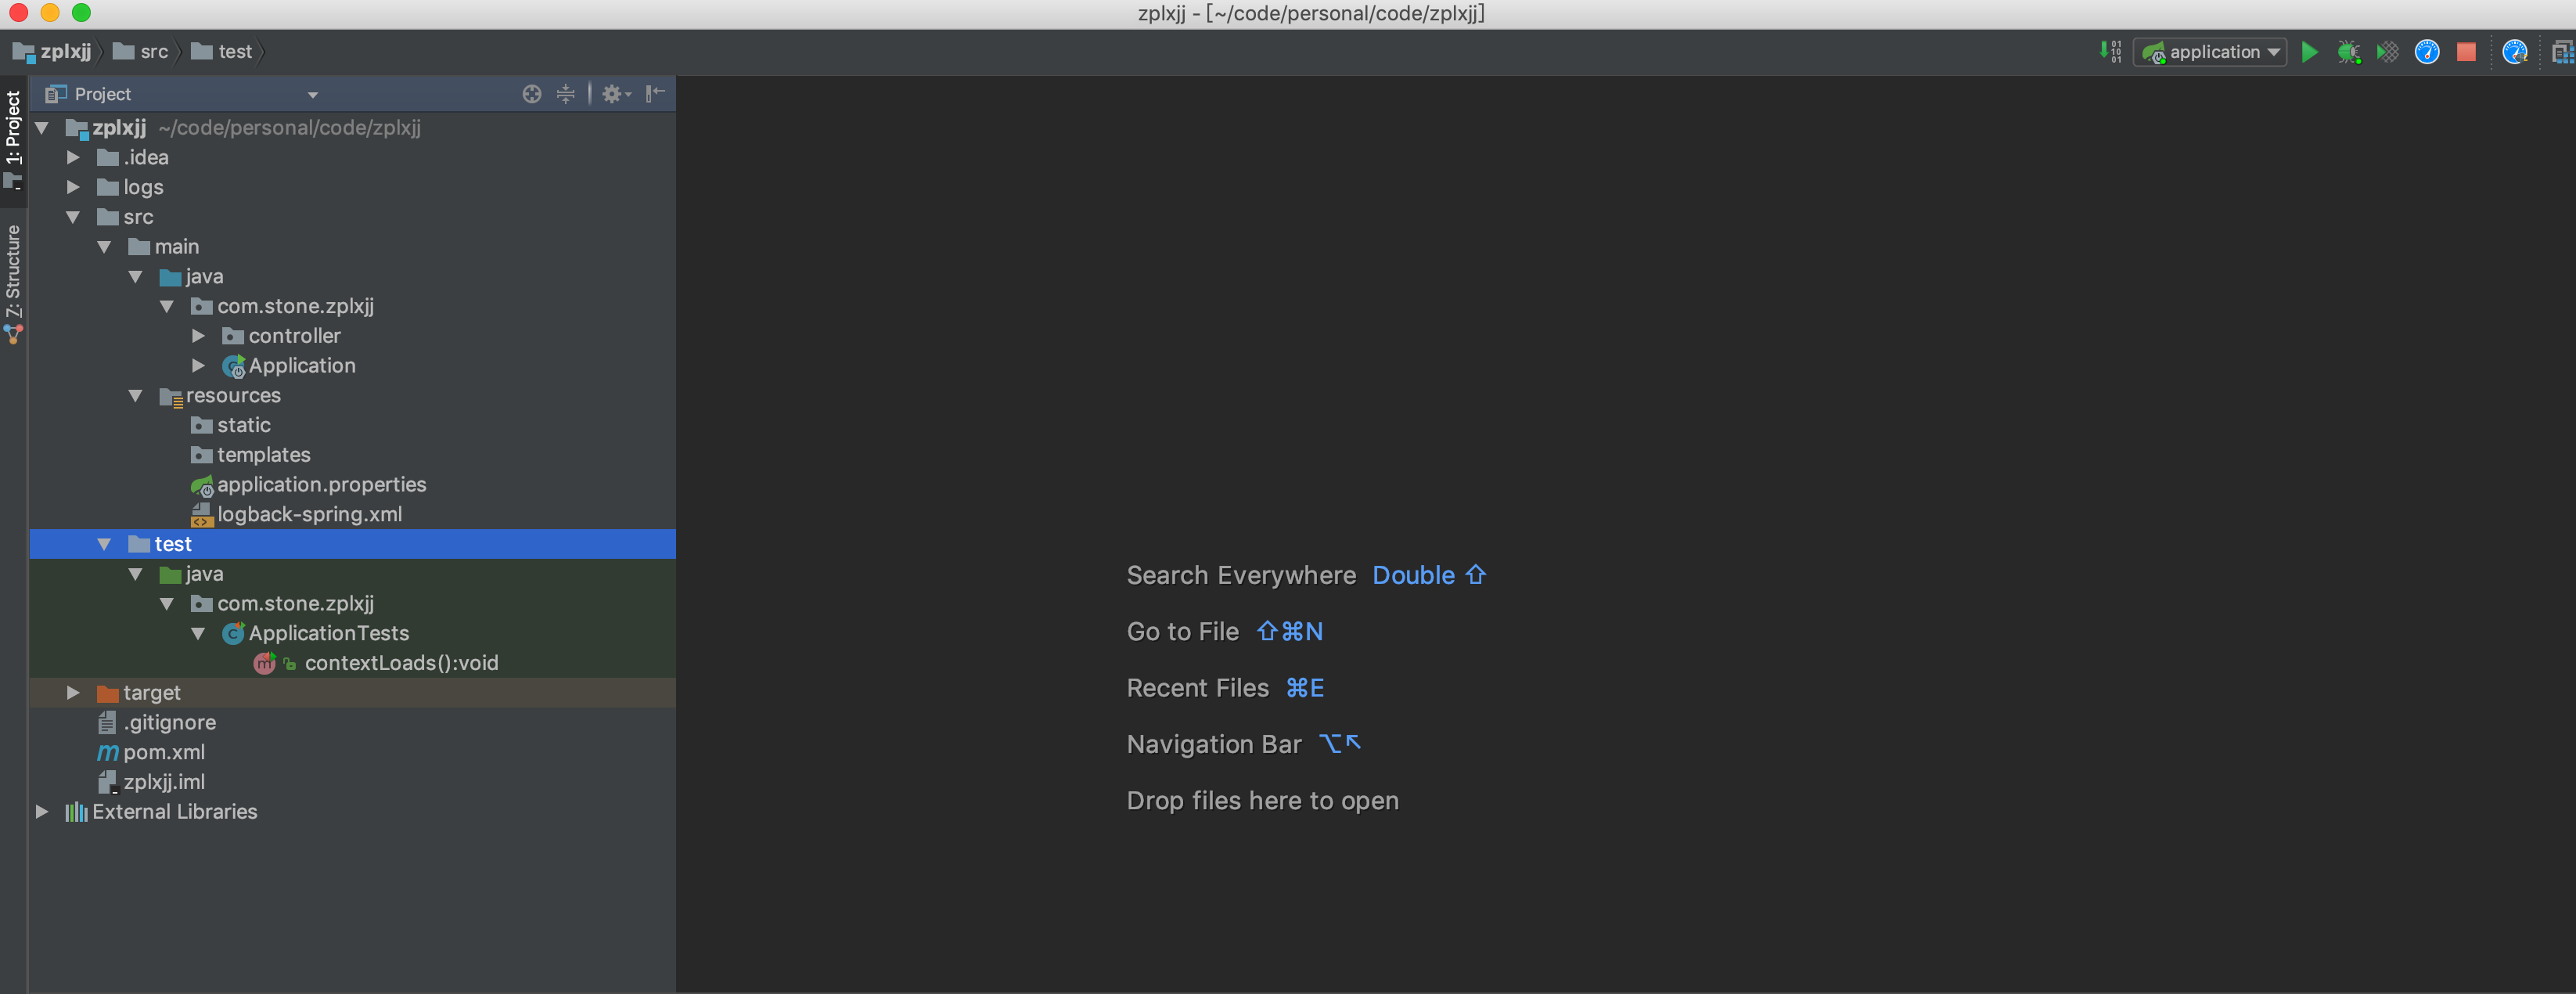 zplxjj - [~/code/personal/code/zplxjj]
zplxjj src test
application
1: Project
7: Structure
Project
zplxjj ~/code/personal/code/zplxjj
.idea
logs
src
main
java
com.stone.zplxjj
controller
Application
resources
static
templates
application.properties
logback-spring.xml
test
java
com.stone.zplxjj
ApplicationTests
contextLoads():void
target
.gitignore
pom.xml
zplxjj.iml
External Libraries
Search Everywhere Double ⇧
Go to File ⇧⌘N
Recent Files ⌘E
Navigation Bar ⌥↖
Drop files here to open